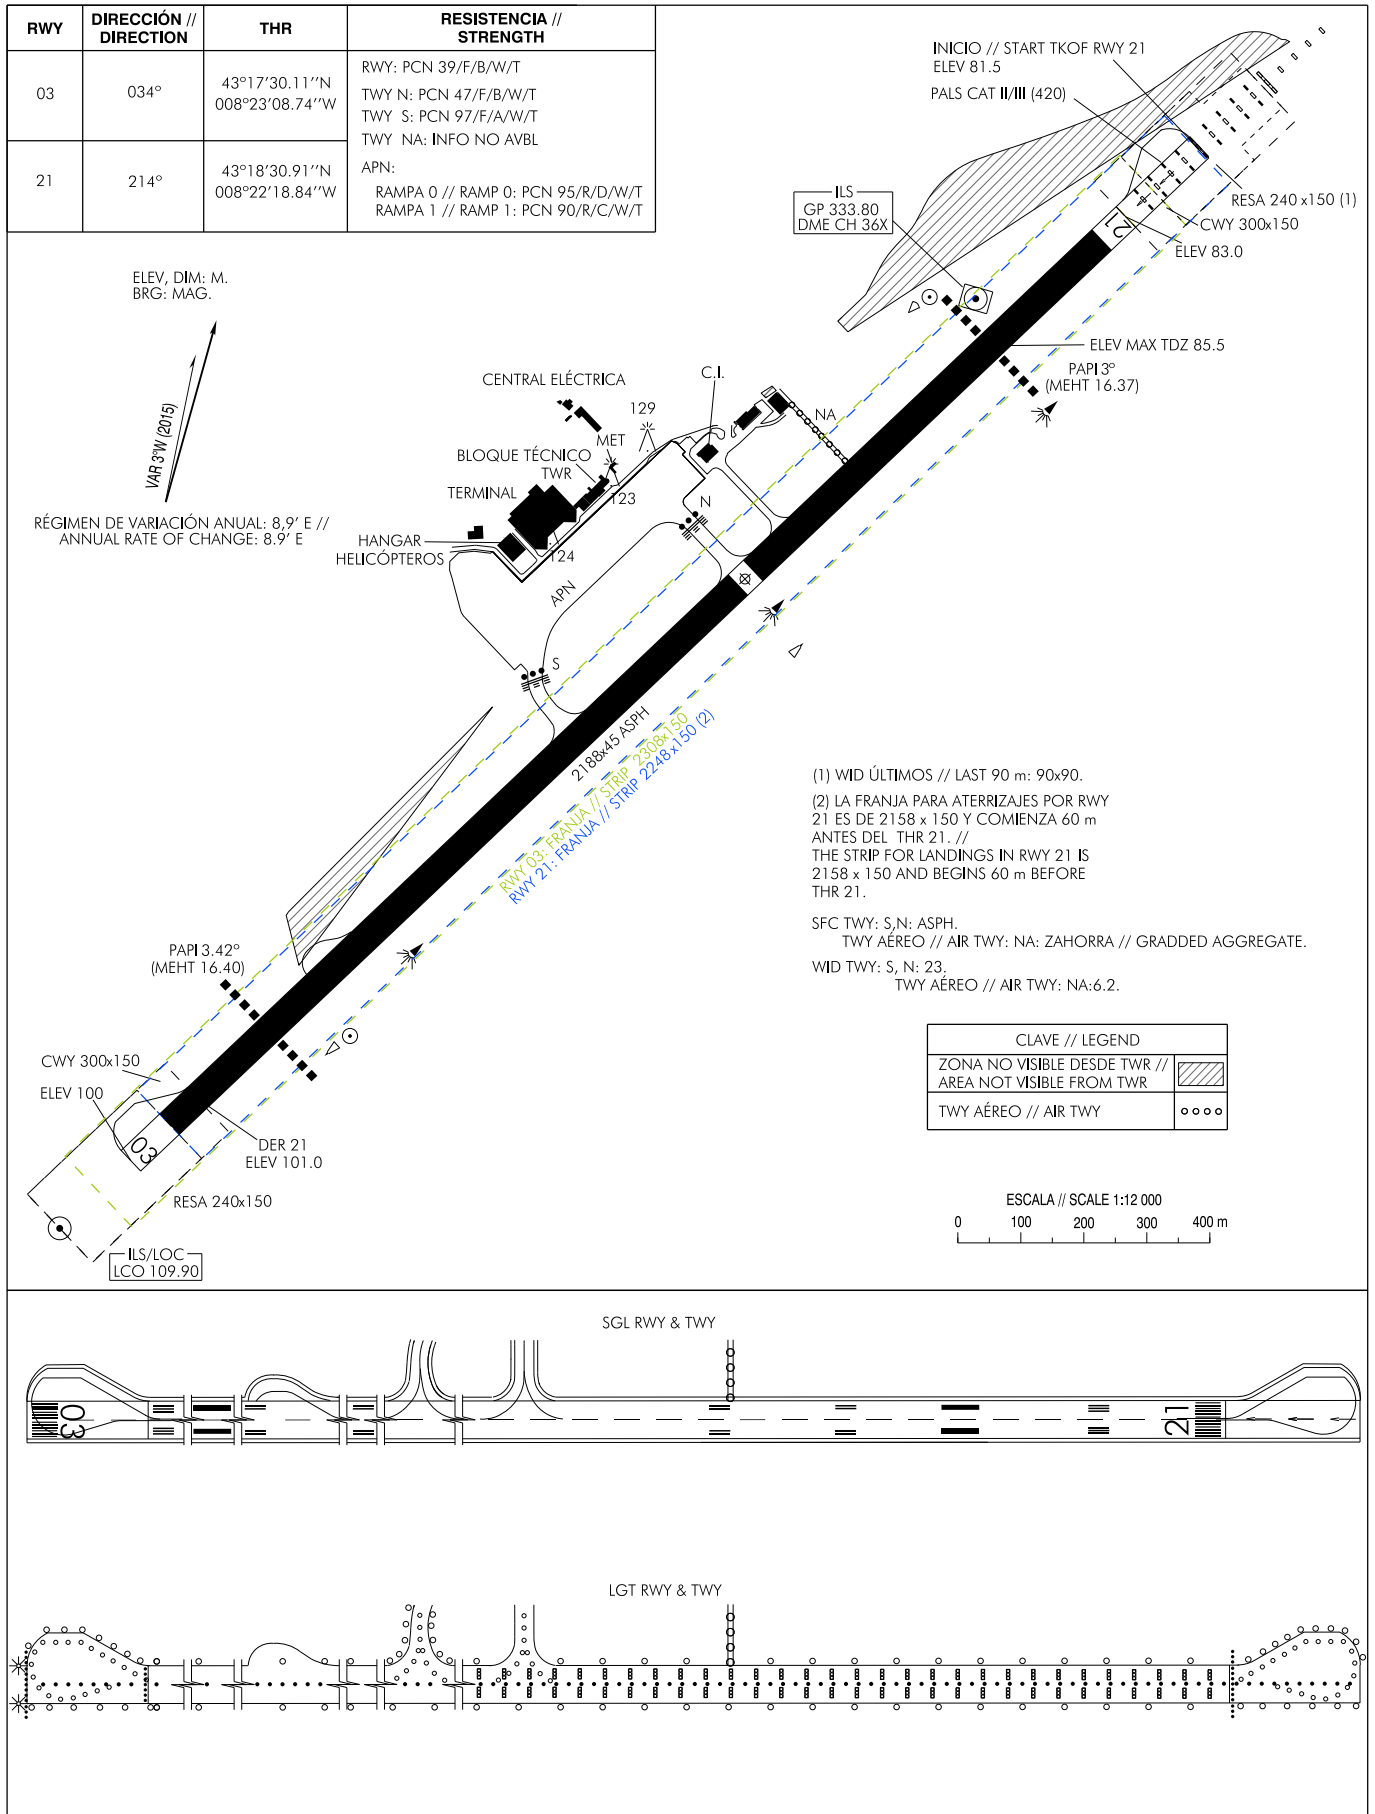 RWY
DIRECCIÓN //
DIRECTION
THR
RESISTENCIA //
STRENGTH
03
034°
43°17'30.11''N
008°23'08.74''W
21
214°
43°18'30.91''N
008°22'18.84''W
RWY: PCN 39/F/B/W/T
TWY N: PCN 47/F/B/W/T
TWY S: PCN 97/F/A/W/T
TWY NA: INFO NO AVBL
APN:
RAMPA 0 // RAMP 0: PCN 95/R/D/W/T
RAMPA 1 // RAMP 1: PCN 90/R/C/W/T
INICIO // START TKOF RWY 21
ELEV 81.5
PALS CAT II/III (420)
ILS
GP 333.80
DME CH 36X
RESA 240 x150 (1)
CWY 300x150
21
ELEV 83.0
ELEV, DIM: M.
BRG: MAG.
VAR 3°W (2015)
RÉGIMEN DE VARIACIÓN ANUAL: 8,9' E //
ANNUAL RATE OF CHANGE: 8.9' E
ELEV MAX TDZ 85.5
PAPI 3°
(MEHT 16.37)
CENTRAL ELÉCTRICA
C.I.
129
NA
MET
BLOQUE TÉCNICO
TWR
TERMINAL
123
N
HANGAR
HELICÓPTEROS
124
APN
S
2188x45 ASPH
RWY 03: FRANJA // STRIP 2308x150
RWY 21: FRANJA // STRIP 2248x150 (2)
(1) WID ÚLTIMOS // LAST 90 m: 90x90.
(2) LA FRANJA PARA ATERRIZAJES POR RWY
21 ES DE 2158 x 150 Y COMIENZA 60 m
ANTES DEL THR 21. //
THE STRIP FOR LANDINGS IN RWY 21 IS
2158 x 150 AND BEGINS 60 m BEFORE
THR 21.
SFC TWY: S,N: ASPH.
TWY AÉREO // AIR TWY: NA: ZAHORRA // GRADDED AGGREGATE.
WID TWY: S, N: 23.
TWY AÉREO // AIR TWY: NA:6.2.
PAPI 3.42°
(MEHT 16.40)
CWY 300x150
ELEV 100
03
DER 21
ELEV 101.0
RESA 240x150
ILS/LOC
LCO 109.90
CLAVE // LEGEND
ZONA NO VISIBLE DESDE TWR //
AREA NOT VISIBLE FROM TWR
TWY AÉREO // AIR TWY
ESCALA // SCALE 1:12 000
0 100 200 300 400 m
SGL RWY & TWY
03
21
LGT RWY & TWY